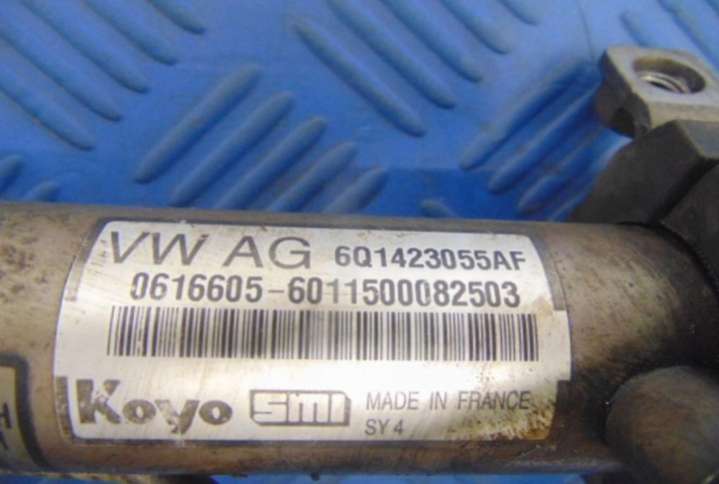 VW AG 6Q1423055AF
0616605-6011500082503
Koyo SMI MADE IN FRANCE
SY 4